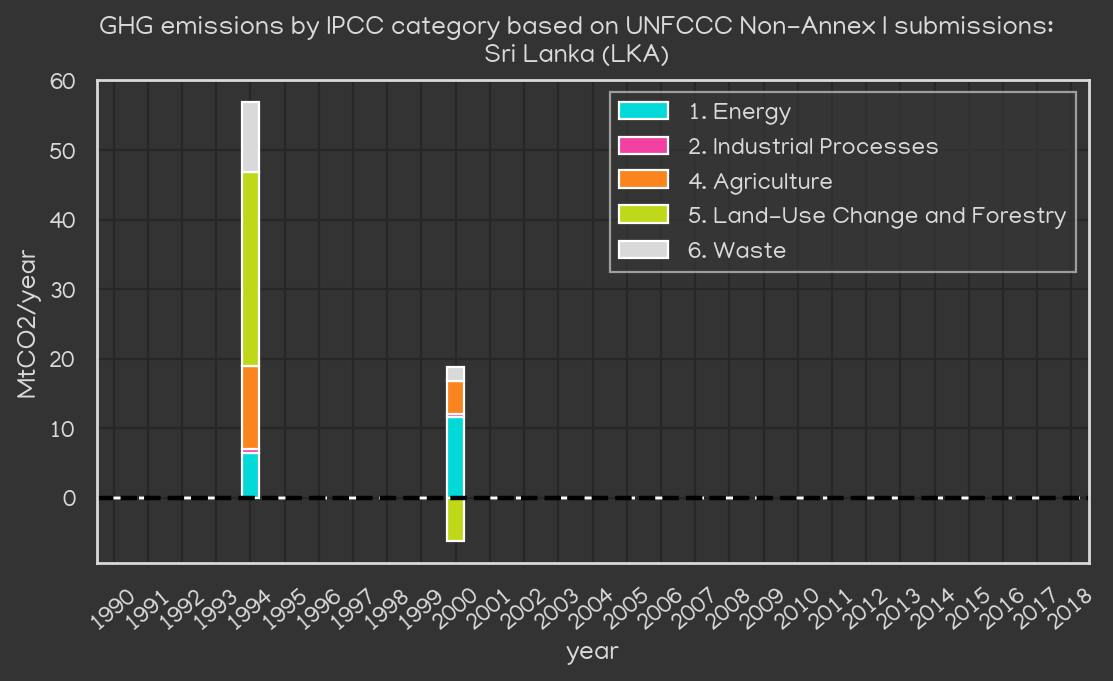 GHG emissions by IPCC category based on UNFCCC Non-Annex I submissions:
Sri Lanka (LKA)
60
50
40
30
20
10
0
MtCO2/year
1. Energy
2. Industrial Processes
4. Agriculture
5. Land-Use Change and Forestry
6. Waste
1990 1991 1992 1993 1994 1995 1996 1997 1998 1999 2000 2001 2002 2003 2004 2005 2006 2007 2008 2009 2010 2011 2012 2013 2014 2015 2016 2017 2018
year